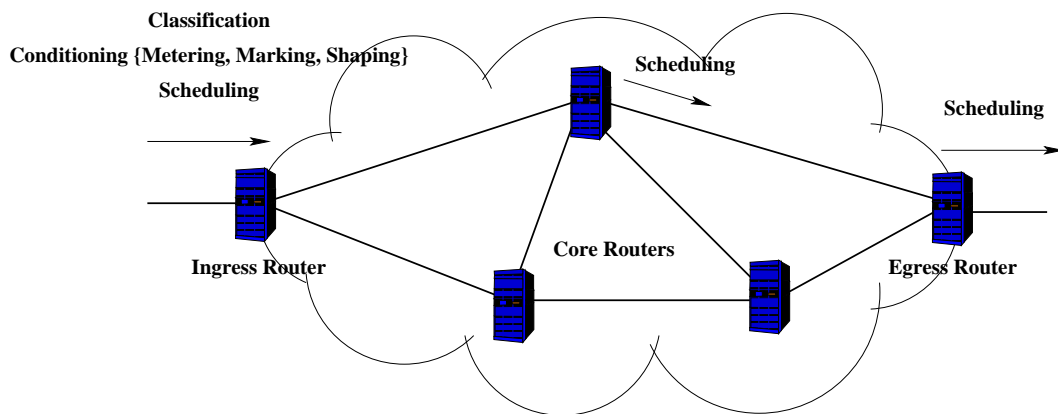 Classification
Conditioning {Metering, Marking, Shaping}
Scheduling
Scheduling
Scheduling
Ingress Router
Core Routers
Egress Router